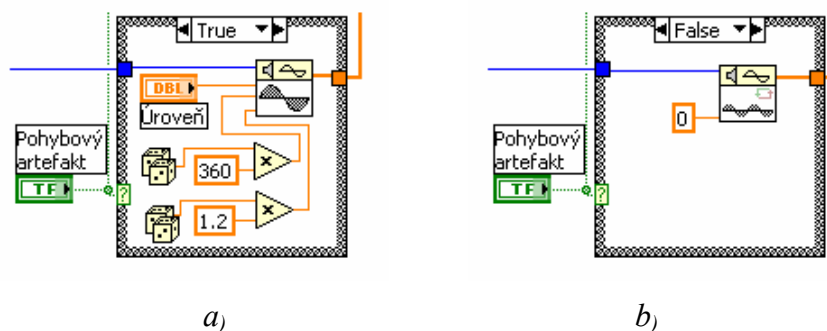 True
DBL
Úroveň
Pohybový
artefakt
TF
?
360
x
1.2
x
a)
False
0
Pohybový
artefakt
TF
?
b)